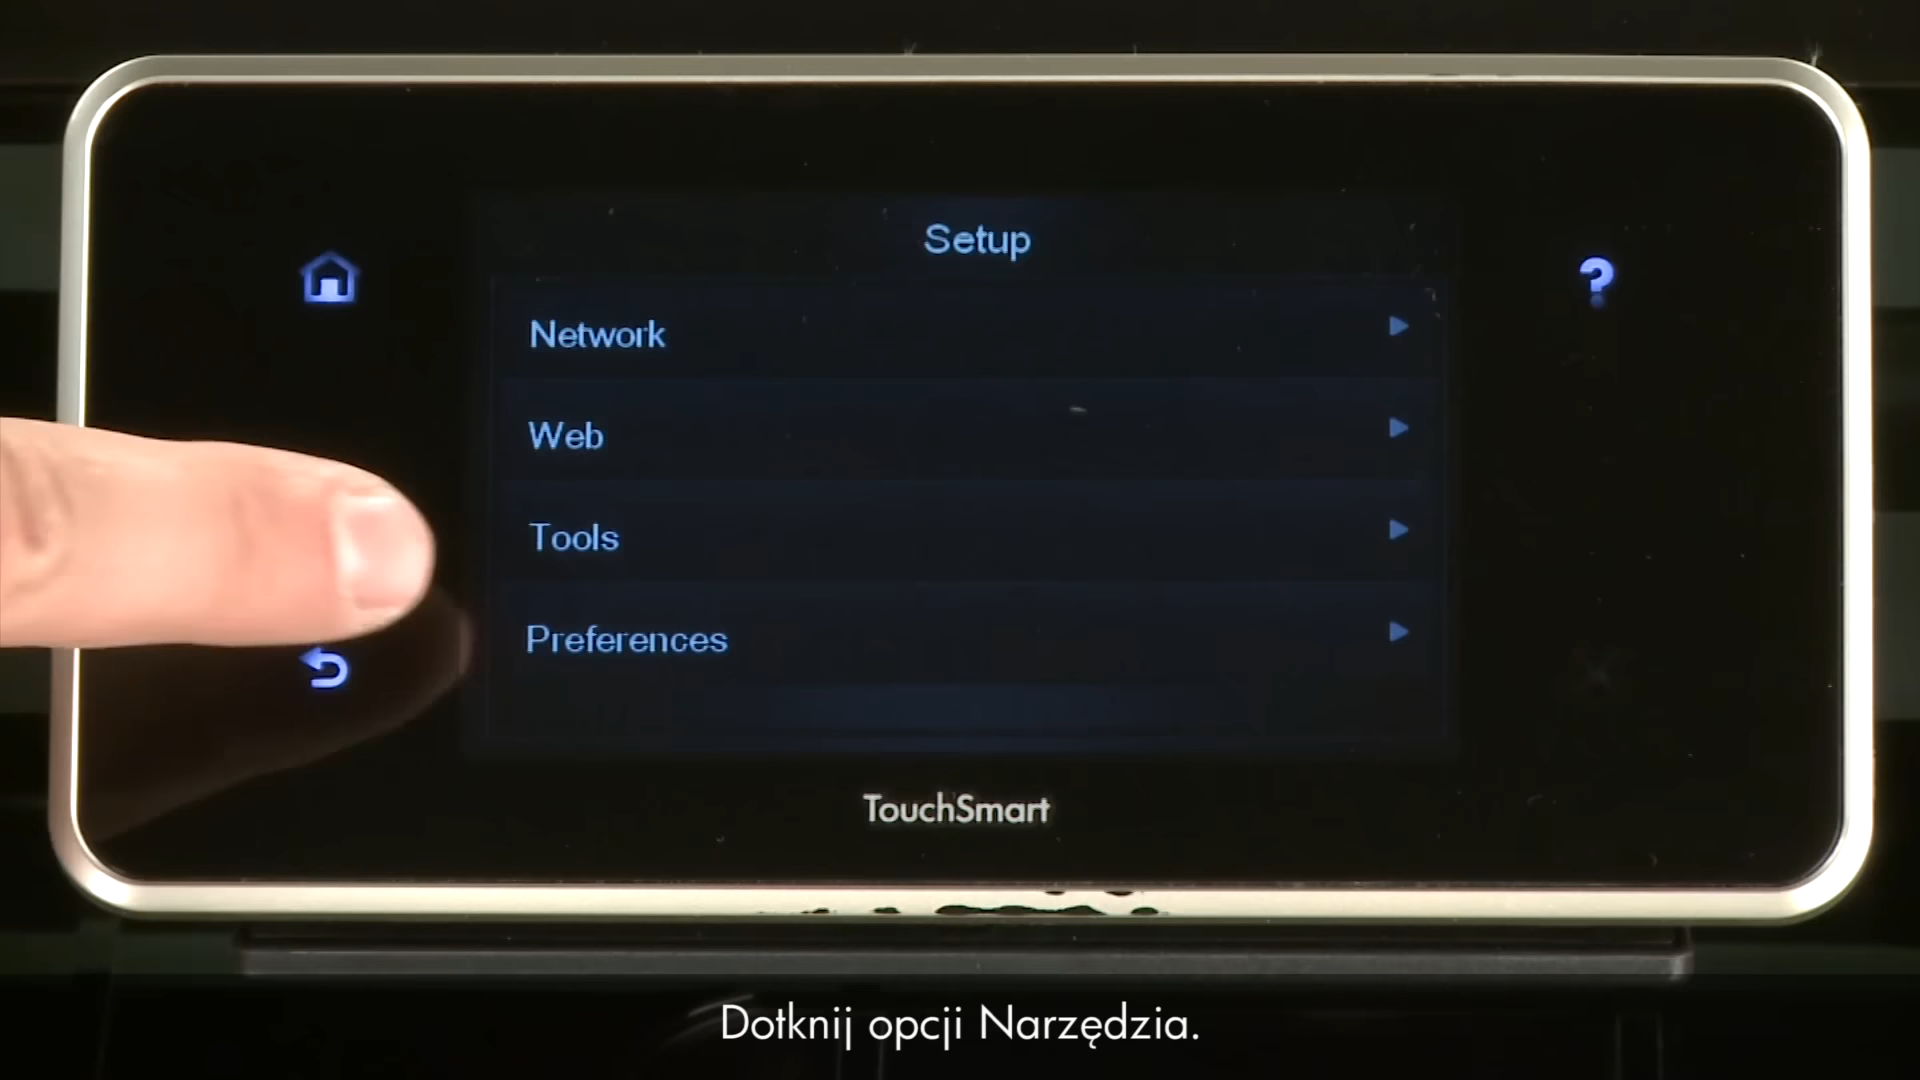 Setup
Network
Web
Tools
Preferences
TouchSmart
Dotknij opcji Narzędzia.